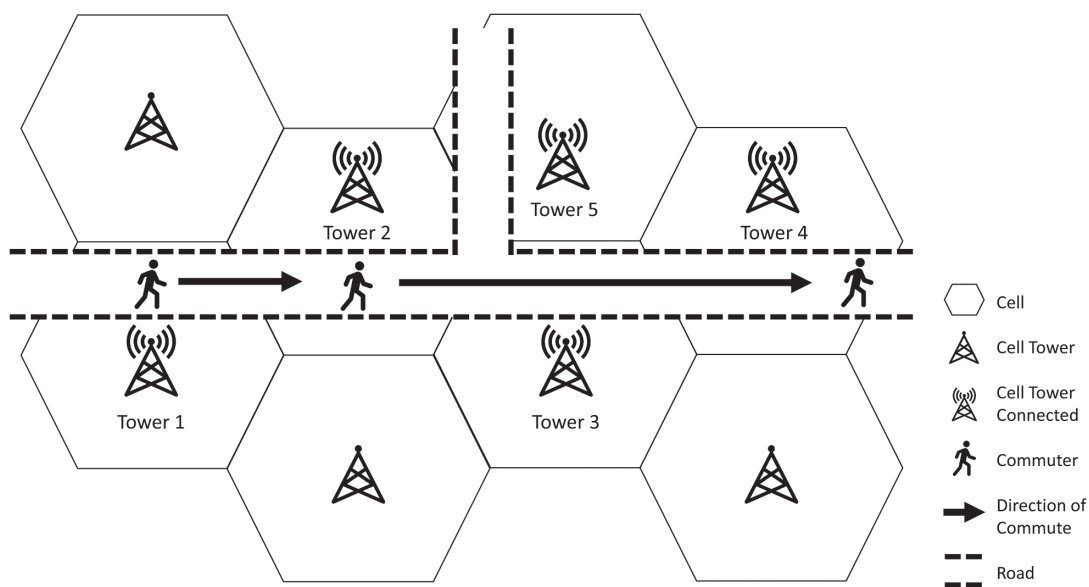 Tower 5
Tower 2
Tower 4
Tower 1
Tower 3
Cell
Cell Tower
Cell Tower
Connected
Commuter
Direction of
Commute
Road